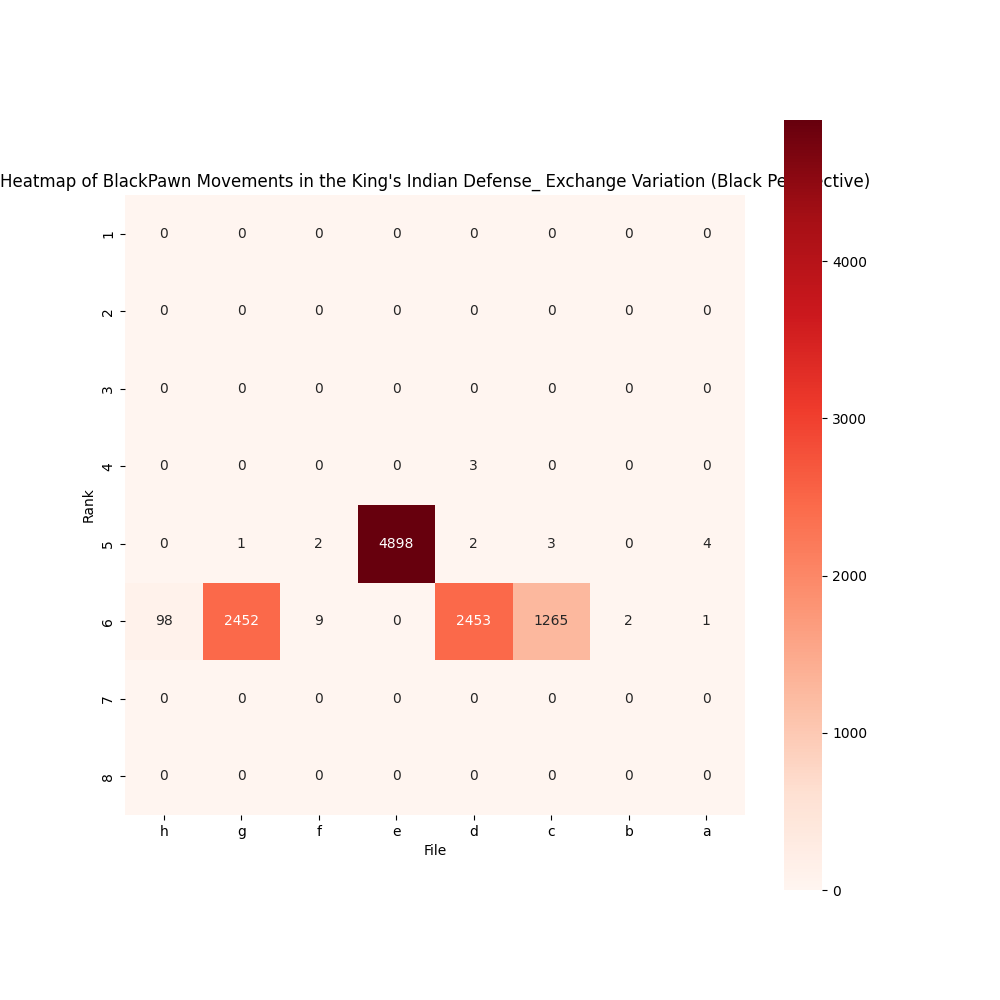 Heatmap of BlackPawn Movements in the King's Indian Defense_ Exchange Variation (Black Pe ctive)
1 0 0 0 0 0 0 0 0
2 0 0 0 0 0 0 0 0
3 0 0 0 0 0 0 0 0
4 0 0 0 0 3 0 0 0
5 0 1 2 4898 2 3 0 4
6 98 2452 9 0 2453 1265 2 1
7 0 0 0 0 0 0 0 0
8 0 0 0 0 0 0 0 0
h g f e d c b a
File
Rank
4000
3000
2000
1000
0